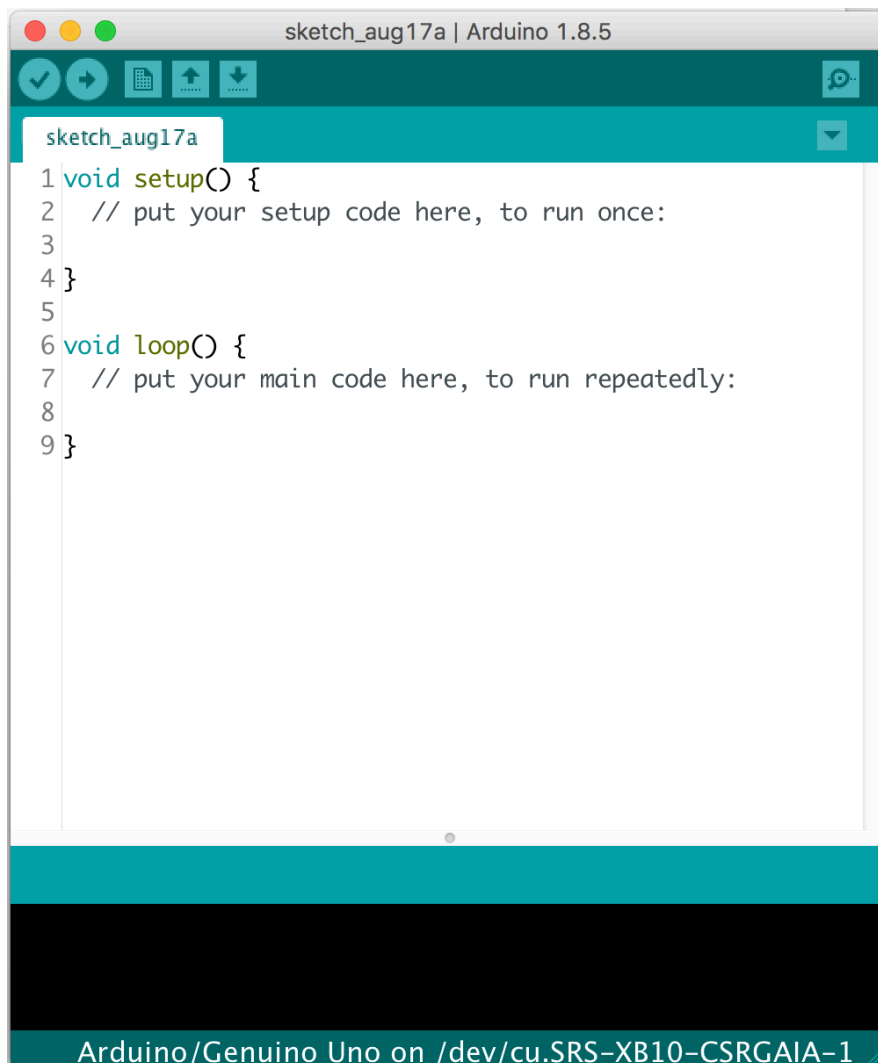 sketch_aug17a | Arduino 1.8.5
sketch_aug17a
1 void setup() {
2   // put your setup code here, to run once:
3
4 }
5
6 void loop() {
7   // put your main code here, to run repeatedly:
8
9 }
Arduino/Genuino Uno on /dev/cu.SRS-XB10-CSRGAIA-1